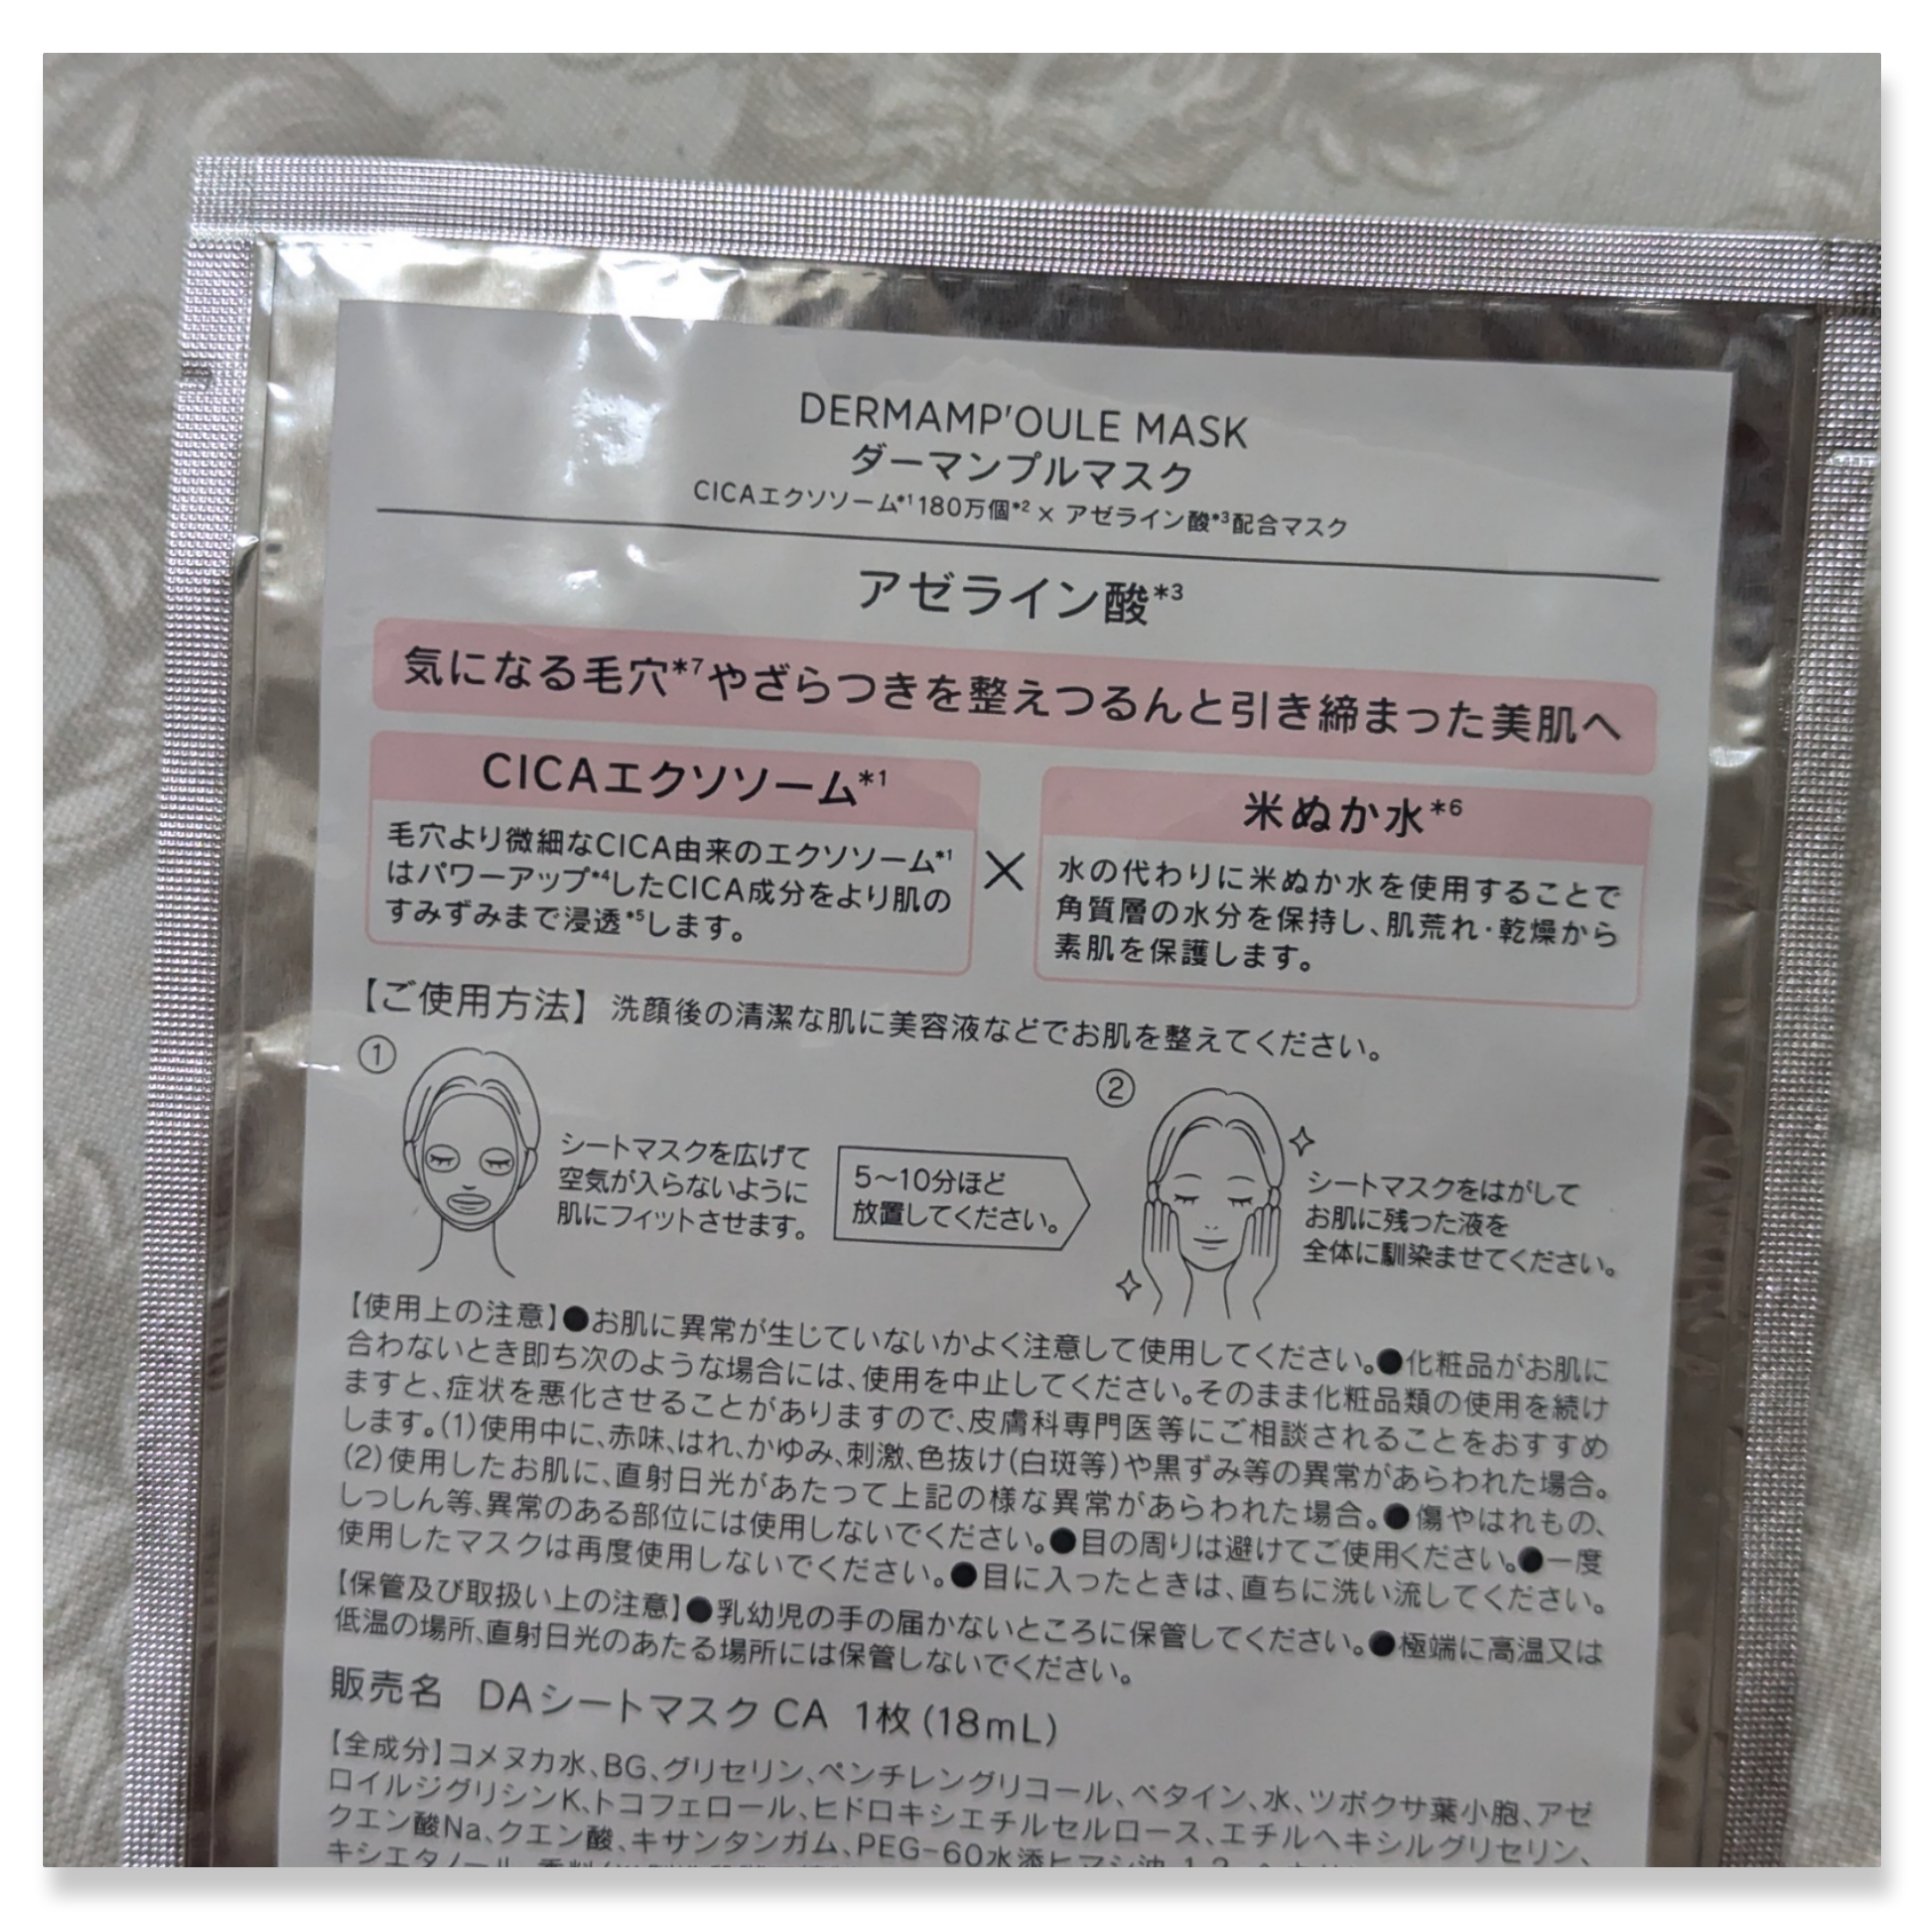 DERMAMP'OULE MASK
ダーマンプルマスク
CICAエクソソーム*1 180万個*2 × アゼライン酸*3配合マスク
アゼライン酸*3
気になる毛穴*7やざらつきを整えつるんと引き締まった美肌へ
CICAエクソソーム*1
毛穴より微細なCICA由来のエクソソーム*1
はパワーアップ*4したCICA成分をより肌の
すみずみまで浸透*5します。
×
米ぬか水*6
水の代わりに米ぬか水を使用することで
角質層の水分を保持し、肌荒れ・乾燥から
素肌を保護します。
【ご使用方法】 洗顔後の清潔な肌に美容液などでお肌を整えてください。
①
シートマスクを広げて
空気が入らないように
肌にフィットさせます。
5〜10分ほど
放置してください。
②
シートマスクをはがして
お肌に残った液を
全体に馴染ませてください。
【使用上の注意】●お肌に異常が生じていないかよく注意して使用してください。●化粧品がお肌に
合わないとき即ち次のような場合には、使用を中止してください。そのまま化粧品類の使用を続け
ますと、症状を悪化させることがありますので、皮膚科専門医等にご相談されることをおすすめ
します。(1)使用中に、赤味、はれ、かゆみ、刺激、色抜け(白斑等)や黒ずみ等の異常があらわれた場合。
(2)使用したお肌に、直射日光があたって上記の様な異常があらわれた場合。●傷やはれもの、
しっしん等、異常のある部位には使用しないでください。●目の周りは避けてご使用ください。●一度
使用したマスクは再度使用しないでください。●目に入ったときは、直ちに洗い流してください。
【保管及び取扱い上の注意】●乳幼児の手の届かないところに保管してください。●極端に高温又は
低温の場所、直射日光のあたる場所には保管しないでください。
販売名 DAシートマスク CA 1枚(18mL)
【全成分】コメヌカ水、BG、グリセリン、ペンチレングリコール、ベタイン、水、ツボクサ葉小胞、アゼ
ロイルジグリシンK、トコフェロール、ヒドロキシエチルセルロース、エチルヘキシルグリセリン、
クエン酸Na、クエン酸、キサンタンガム、PEG-60水添ヒマシ油、1,2-
キシエタノール、香料